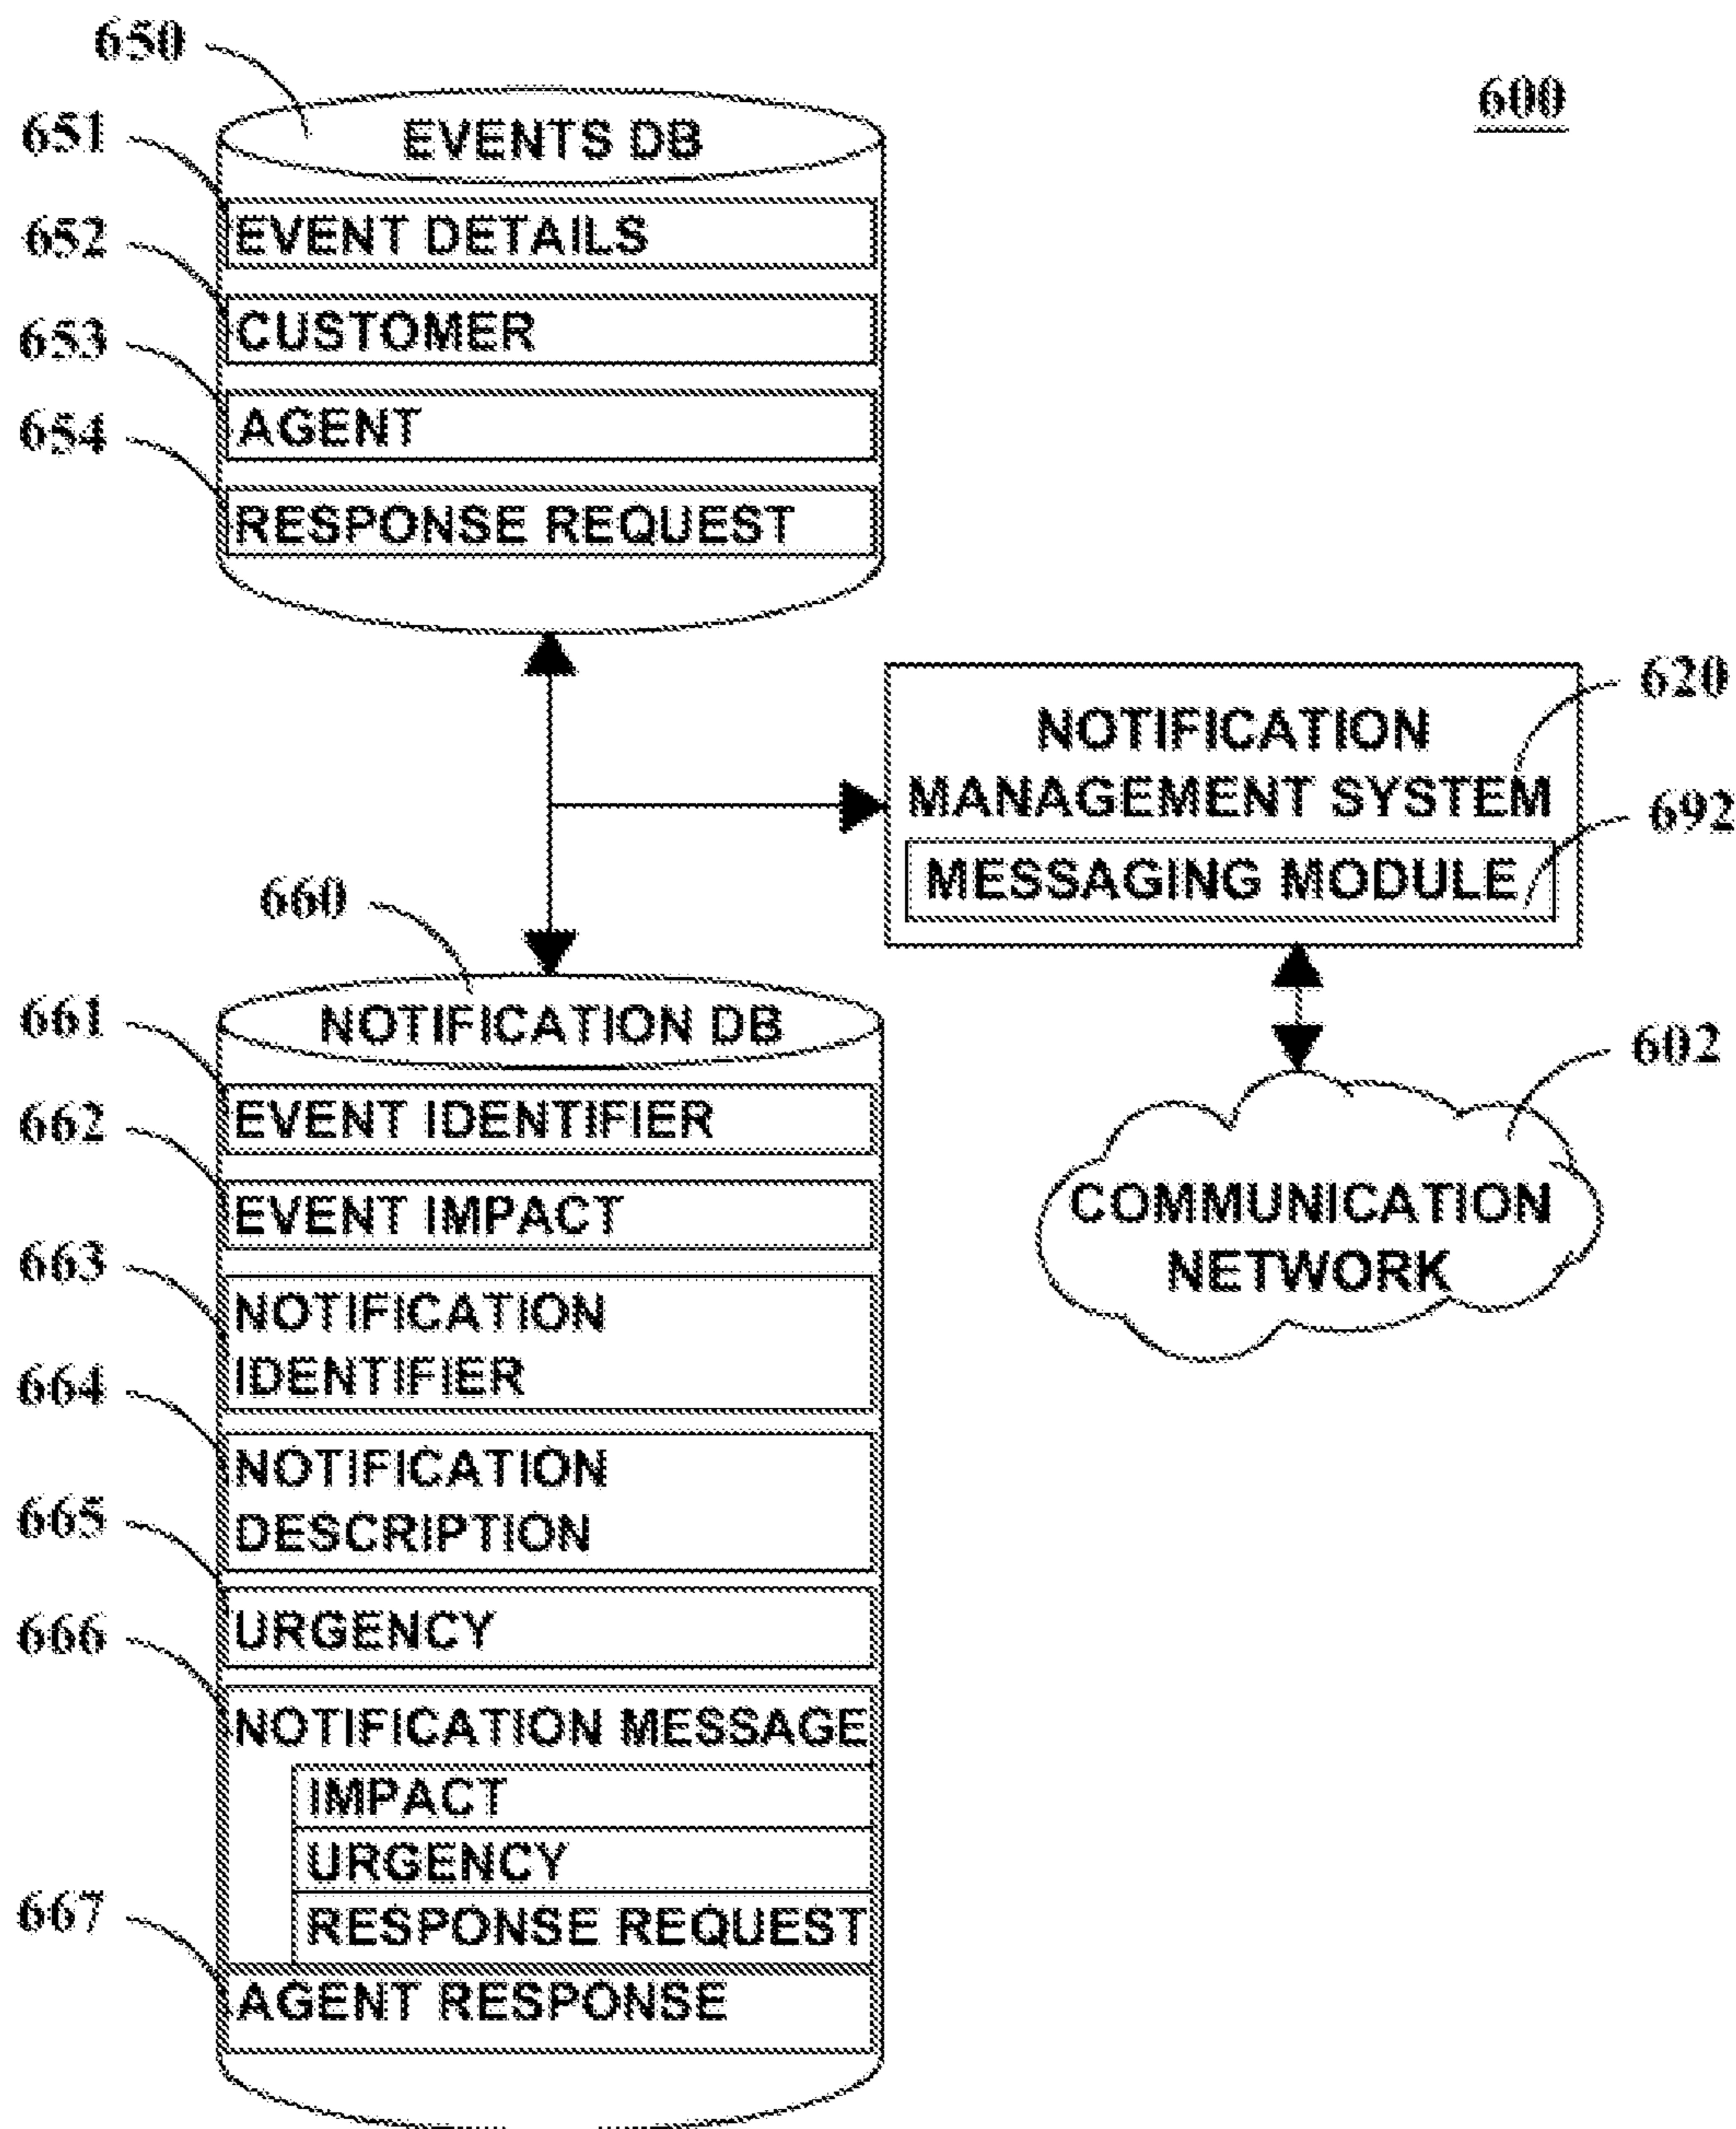 650
600
EVENTS DB
651
EVENT DETAILS
652
CUSTOMER
653
AGENT
654
RESPONSE REQUEST
620
NOTIFICATION
MANAGEMENT SYSTEM
692
MESSAGING MODULE
660
NOTIFICATION DB
661
EVENT IDENTIFIER
662
EVENT IMPACT
663
NOTIFICATION
IDENTIFIER
664
NOTIFICATION
DESCRIPTION
665
URGENCY
666
NOTIFICATION MESSAGE
IMPACT
URGENCY
RESPONSE REQUEST
667
AGENT RESPONSE
602
COMMUNICATION
NETWORK